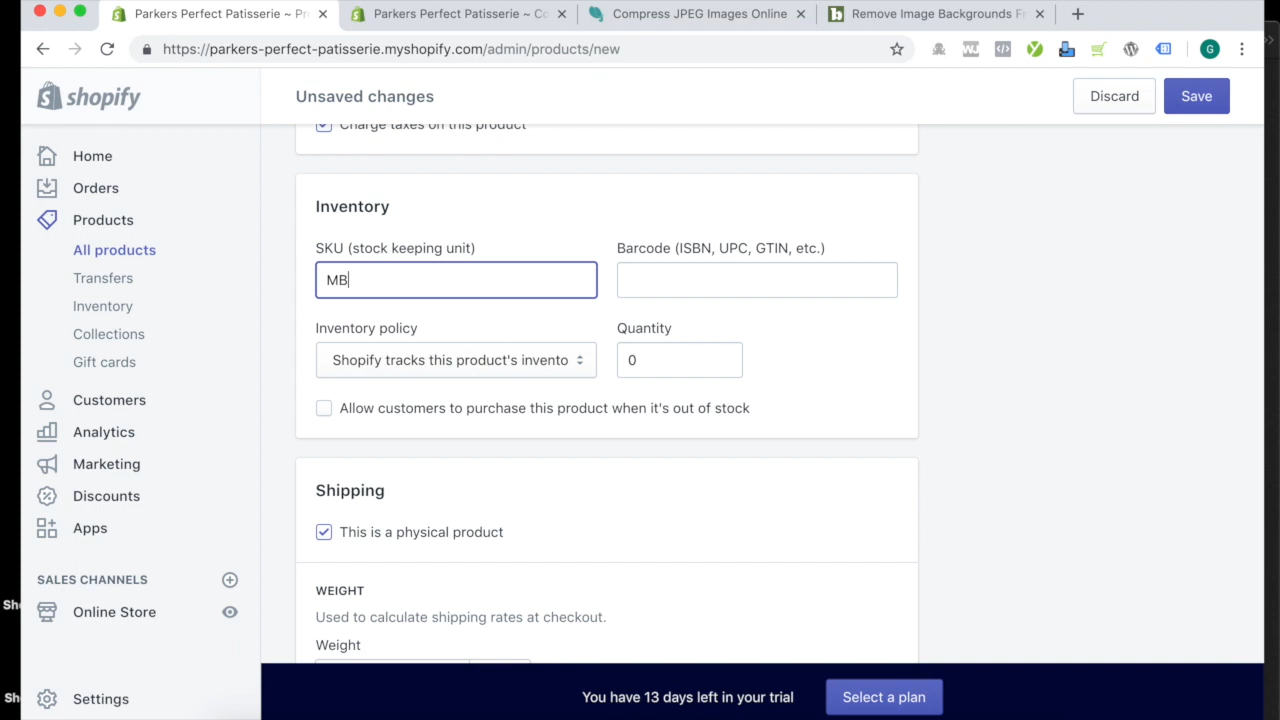 Parkers Perfect Patisserie ~ Pr
Parkers Perfect Patisserie ~ Co
Compress JPEG Images Online
Remove Image Backgrounds Fr
https://parkers-perfect-patisserie.myshopify.com/admin/products/new
WJ
G
shopify
Unsaved changes
Discard
Save
Charge taxes on this product
Home
Orders
Products
All products
Transfers
Inventory
Collections
Gift cards
Customers
Analytics
Marketing
Discounts
Apps
SALES CHANNELS
Online Store
Settings
Inventory
SKU (stock keeping unit)
Barcode (ISBN, UPC, GTIN, etc.)
MB
Inventory policy
Quantity
Shopify tracks this product's invento
0
Allow customers to purchase this product when it's out of stock
Shipping
This is a physical product
WEIGHT
Used to calculate shipping rates at checkout.
Weight
Sho
Sho
You have 13 days left in your trial
Select a plan